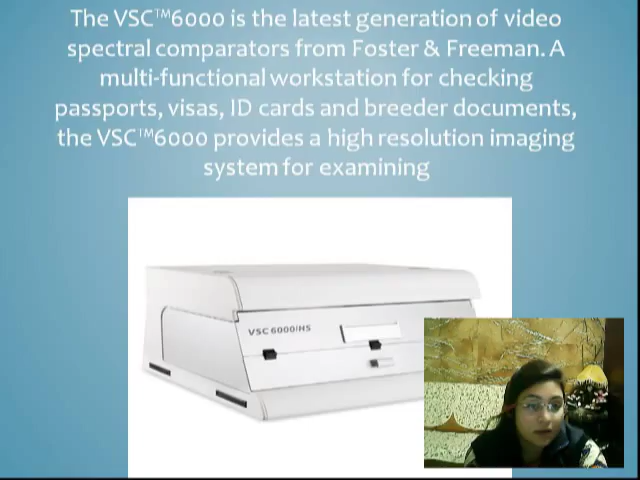 The VSC™6000 is the latest generation of video
spectral comparators from Foster & Freeman. A
multi-functional workstation for checking
passports, visas, ID cards and breeder documents,
the VSC™6000 provides a high resolution imaging
system for examining
VSC 6000/HS